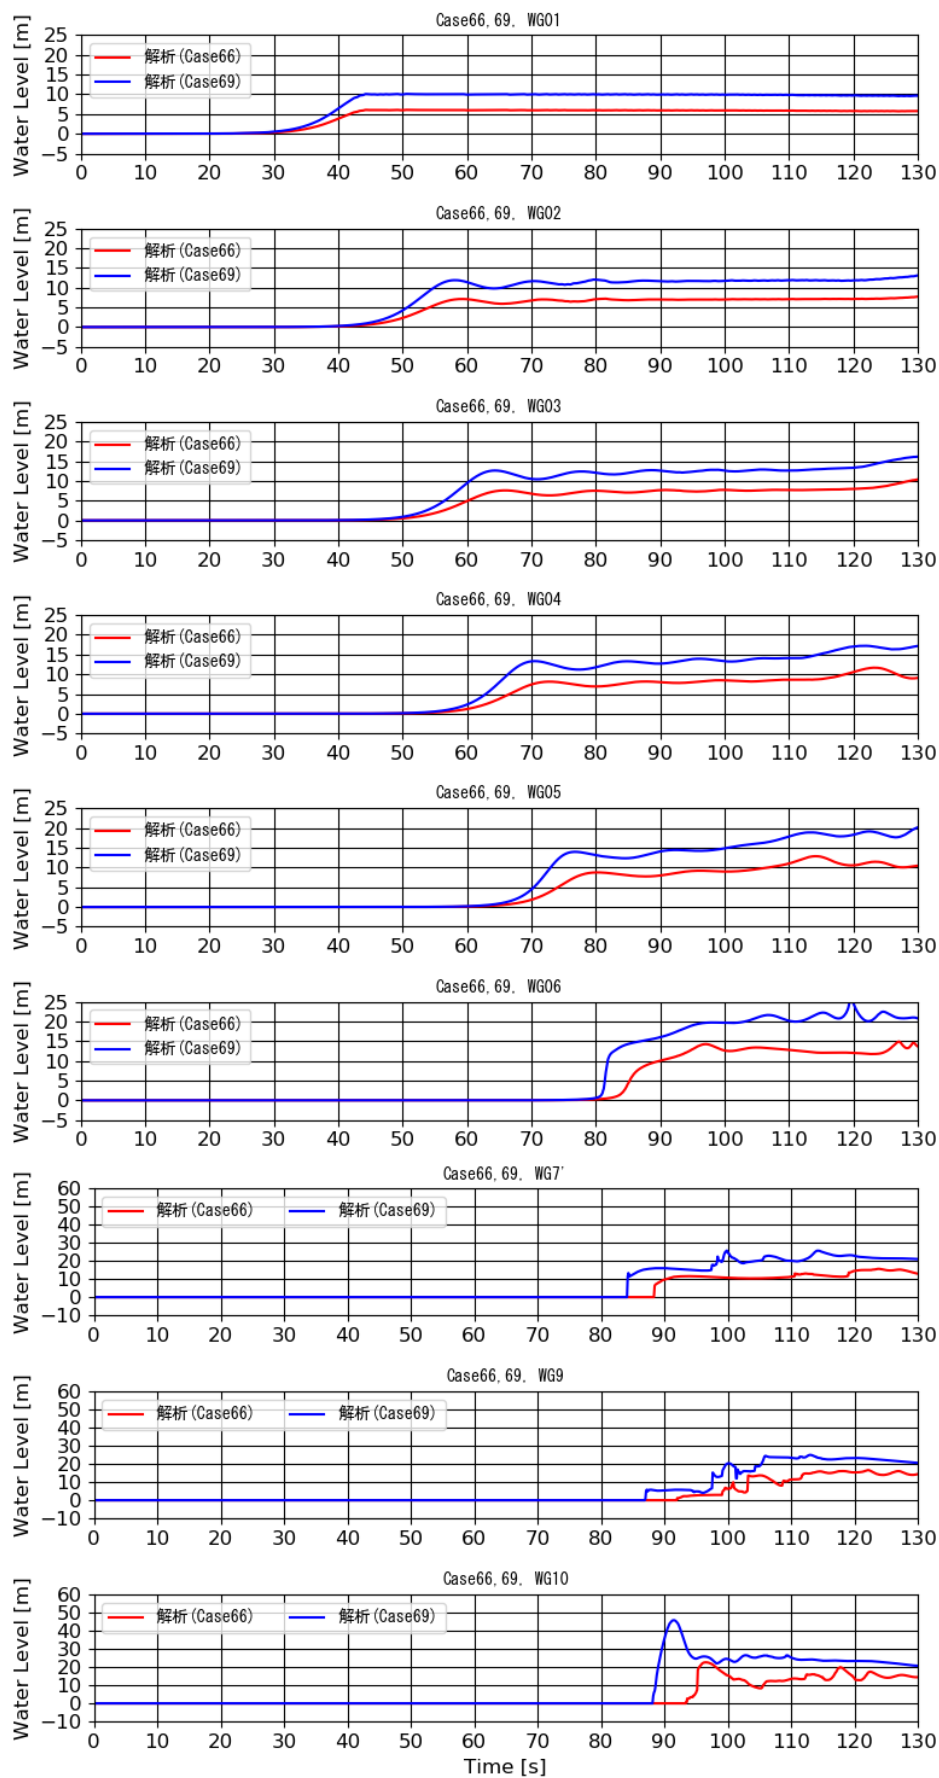 Case66,69, WG01
Water Level [m]
25
20
15
10
5
0
−5
解析(Case66)
解析(Case69)
0 10 20 30 40 50 60 70 80 90 100 110 120 130
Case66,69, WG02
Water Level [m]
25
20
15
10
5
0
−5
解析(Case66)
解析(Case69)
0 10 20 30 40 50 60 70 80 90 100 110 120 130
Case66,69, WG03
Water Level [m]
25
20
15
10
5
0
−5
解析(Case66)
解析(Case69)
0 10 20 30 40 50 60 70 80 90 100 110 120 130
Case66,69, WG04
Water Level [m]
25
20
15
10
5
0
−5
解析(Case66)
解析(Case69)
0 10 20 30 40 50 60 70 80 90 100 110 120 130
Case66,69, WG05
Water Level [m]
25
20
15
10
5
0
−5
解析(Case66)
解析(Case69)
0 10 20 30 40 50 60 70 80 90 100 110 120 130
Case66,69, WG06
Water Level [m]
25
20
15
10
5
0
−5
解析(Case66)
解析(Case69)
0 10 20 30 40 50 60 70 80 90 100 110 120 130
Case66,69, WG7'
Water Level [m]
60
50
40
30
20
10
0
−10
解析(Case66) 解析(Case69)
0 10 20 30 40 50 60 70 80 90 100 110 120 130
Case66,69, WG9
Water Level [m]
60
50
40
30
20
10
0
−10
解析(Case66) 解析(Case69)
0 10 20 30 40 50 60 70 80 90 100 110 120 130
Case66,69, WG10
Water Level [m]
60
50
40
30
20
10
0
−10
解析(Case66) 解析(Case69)
0 10 20 30 40 50 60 70 80 90 100 110 120 130
Time [s]